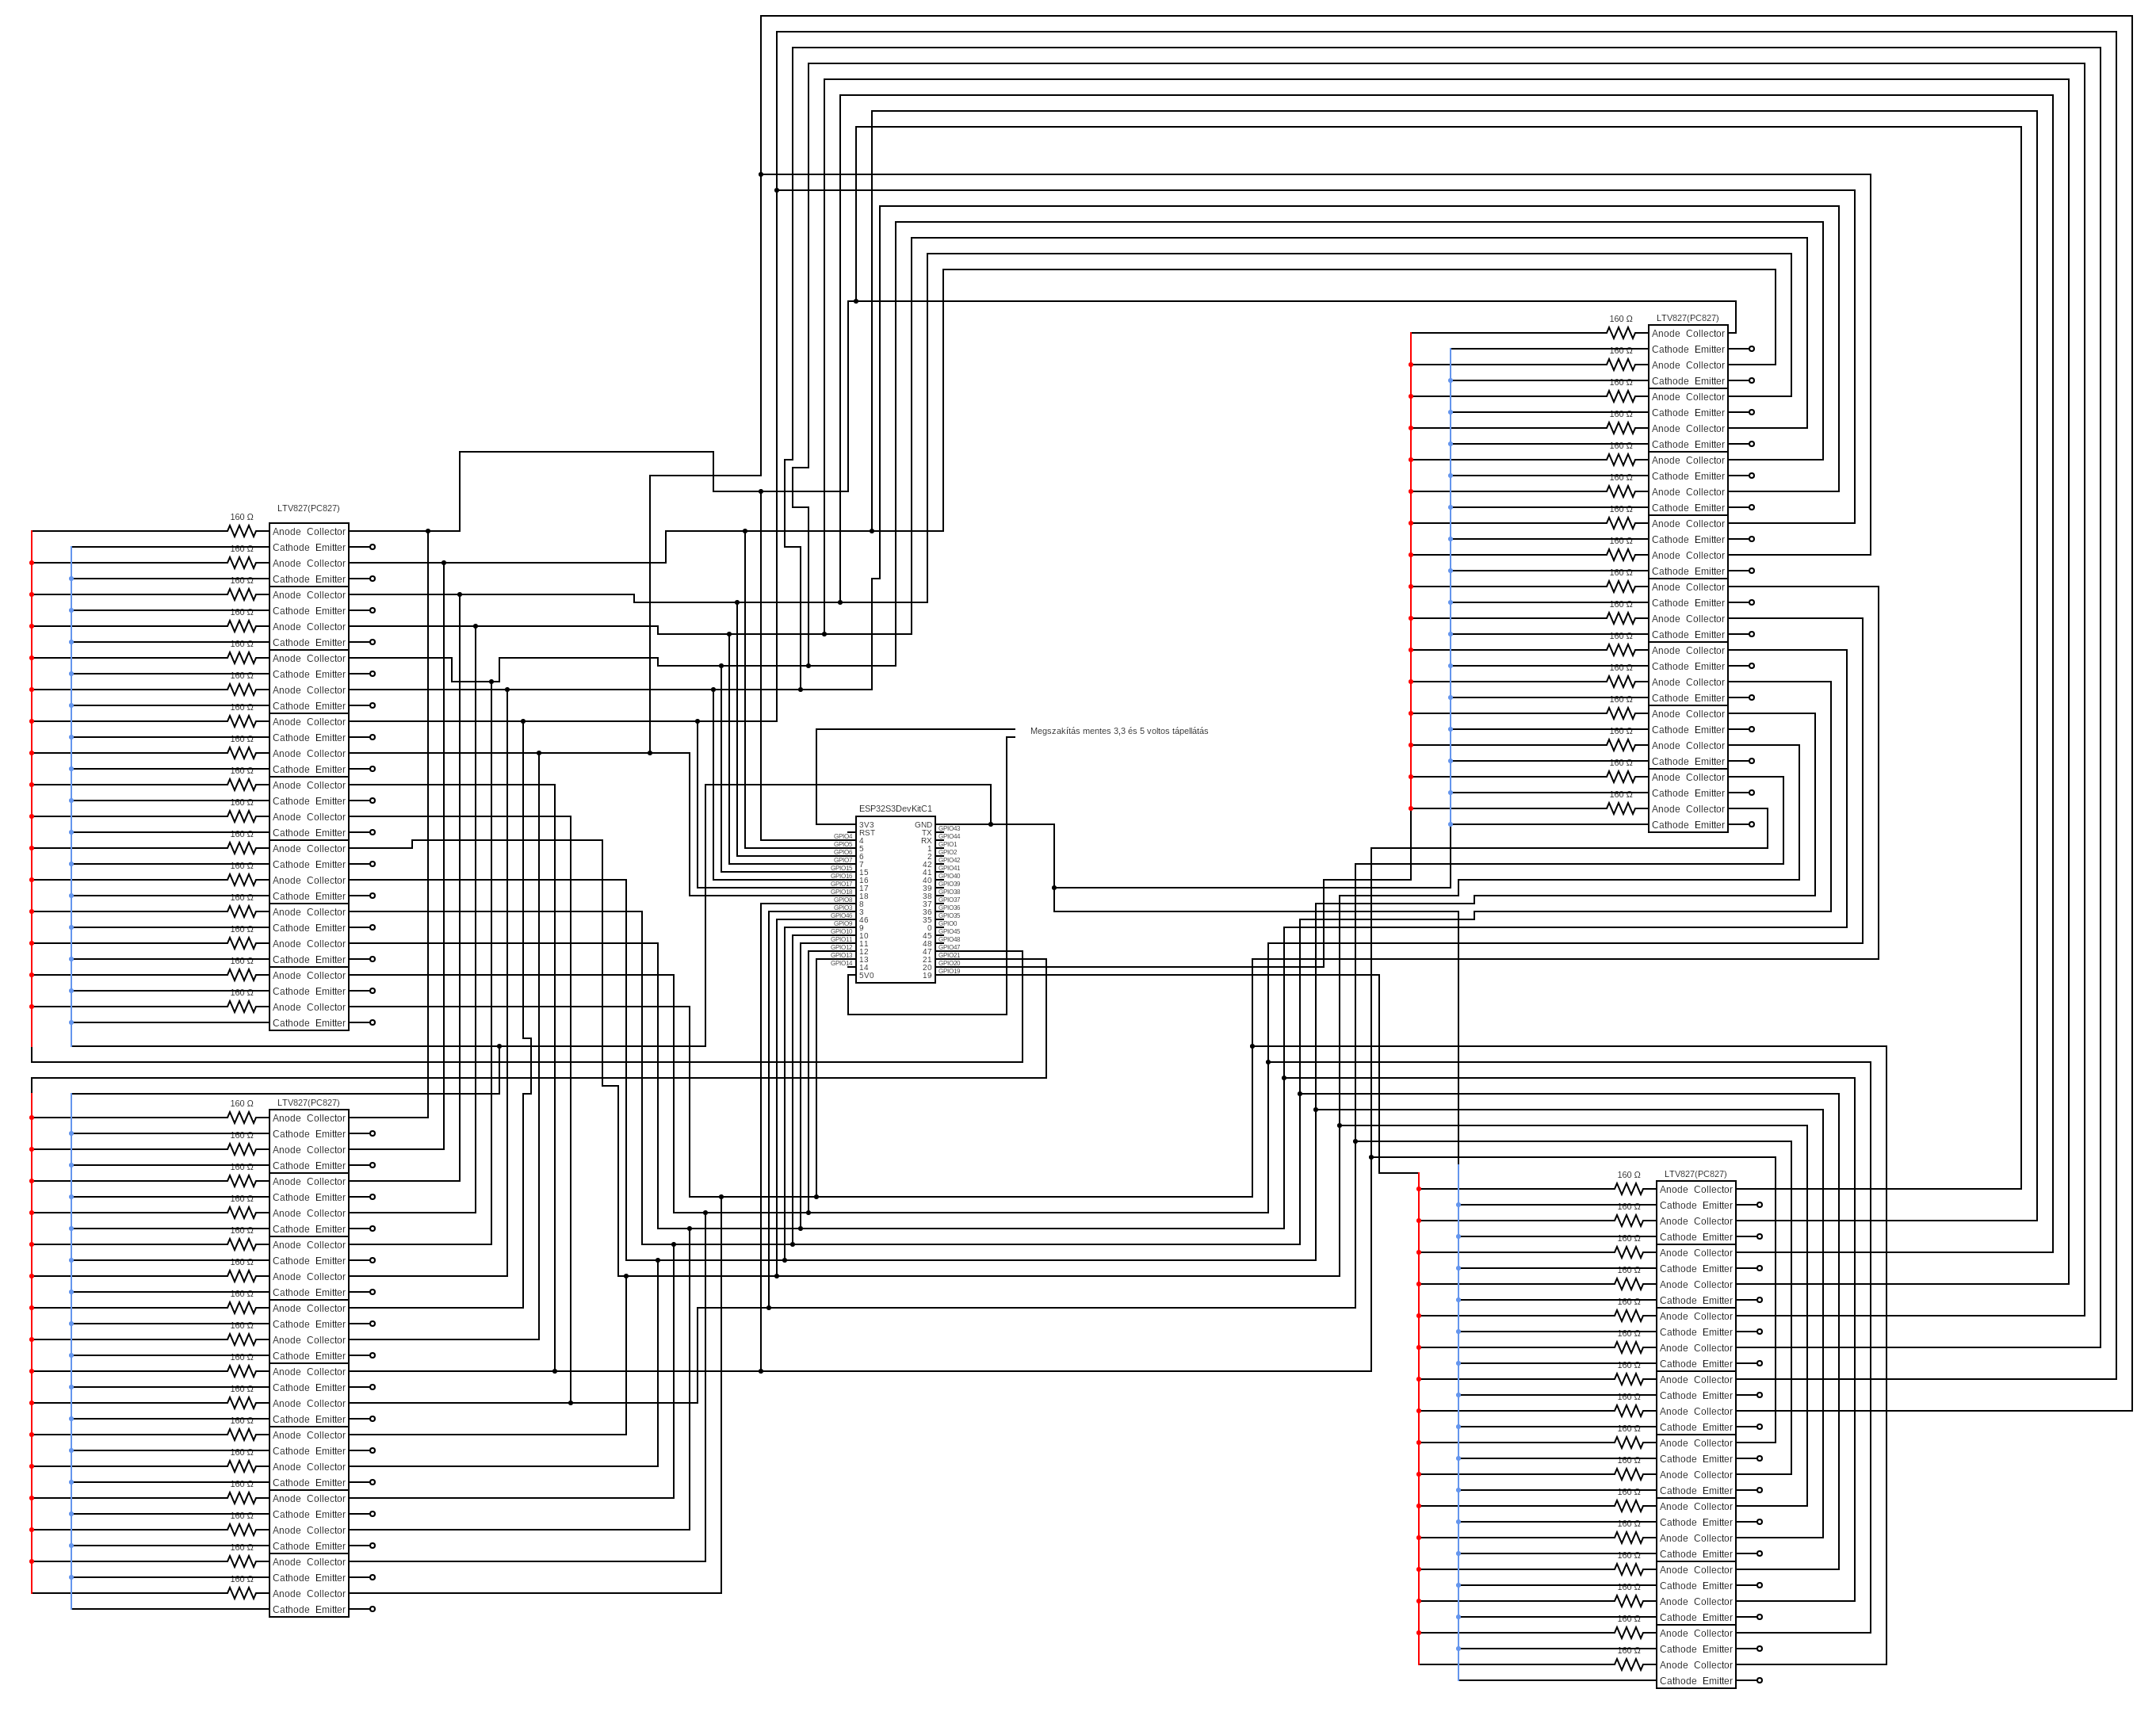 LTV827(PC827)
160 Ω
Anode Collector
Cathode Emitter
160 Ω
Anode Collector
Cathode Emitter
160 Ω
Anode Collector
Cathode Emitter
160 Ω
Anode Collector
Cathode Emitter
160 Ω
Anode Collector
Cathode Emitter
160 Ω
Anode Collector
Cathode Emitter
160 Ω
Anode Collector
Cathode Emitter
160 Ω
Anode Collector
Cathode Emitter
160 Ω
Anode Collector
Cathode Emitter
160 Ω
Anode Collector
Cathode Emitter
160 Ω
Anode Collector
Cathode Emitter
160 Ω
Anode Collector
Cathode Emitter
160 Ω
Anode Collector
Cathode Emitter
160 Ω
Anode Collector
Cathode Emitter
160 Ω
Anode Collector
Cathode Emitter
160 Ω
Anode Collector
Cathode Emitter
LTV827(PC827)
160 Ω
Anode Collector
Cathode Emitter
160 Ω
Anode Collector
Cathode Emitter
160 Ω
Anode Collector
Cathode Emitter
160 Ω
Anode Collector
Cathode Emitter
160 Ω
Anode Collector
Cathode Emitter
160 Ω
Anode Collector
Cathode Emitter
160 Ω
Anode Collector
Cathode Emitter
160 Ω
Anode Collector
Cathode Emitter
160 Ω
Anode Collector
Cathode Emitter
160 Ω
Anode Collector
Cathode Emitter
160 Ω
Anode Collector
Cathode Emitter
160 Ω
Anode Collector
Cathode Emitter
160 Ω
Anode Collector
Cathode Emitter
160 Ω
Anode Collector
Cathode Emitter
160 Ω
Anode Collector
Cathode Emitter
160 Ω
Anode Collector
Cathode Emitter
Megszakítás mentes 3,3 és 5 voltos tápellátás
ESP32S3DevKitC1
3V3 GND
RST TX GPIO43
GPIO4 4 RX GPIO44
GPIO5 5 1 GPIO1
GPIO6 6 2 GPIO2
GPIO7 7 42 GPIO42
GPIO15 15 41 GPIO41
GPIO16 16 40 GPIO40
GPIO17 17 39 GPIO39
GPIO18 18 38 GPIO38
GPIO8 8 37 GPIO37
GPIO3 3 36 GPIO36
GPIO46 46 35 GPIO35
GPIO9 9 0 GPIO0
GPIO10 10 45 GPIO45
GPIO11 11 48 GPIO48
GPIO12 12 47 GPIO47
GPIO13 13 21 GPIO21
GPIO14 14 20 GPIO20
5V0 19 GPIO19
LTV827(PC827)
160 Ω
Anode Collector
Cathode Emitter
160 Ω
Anode Collector
Cathode Emitter
160 Ω
Anode Collector
Cathode Emitter
160 Ω
Anode Collector
Cathode Emitter
160 Ω
Anode Collector
Cathode Emitter
160 Ω
Anode Collector
Cathode Emitter
160 Ω
Anode Collector
Cathode Emitter
160 Ω
Anode Collector
Cathode Emitter
160 Ω
Anode Collector
Cathode Emitter
160 Ω
Anode Collector
Cathode Emitter
160 Ω
Anode Collector
Cathode Emitter
160 Ω
Anode Collector
Cathode Emitter
160 Ω
Anode Collector
Cathode Emitter
160 Ω
Anode Collector
Cathode Emitter
160 Ω
Anode Collector
Cathode Emitter
160 Ω
Anode Collector
Cathode Emitter
LTV827(PC827)
160 Ω
Anode Collector
Cathode Emitter
160 Ω
Anode Collector
Cathode Emitter
160 Ω
Anode Collector
Cathode Emitter
160 Ω
Anode Collector
Cathode Emitter
160 Ω
Anode Collector
Cathode Emitter
160 Ω
Anode Collector
Cathode Emitter
160 Ω
Anode Collector
Cathode Emitter
160 Ω
Anode Collector
Cathode Emitter
160 Ω
Anode Collector
Cathode Emitter
160 Ω
Anode Collector
Cathode Emitter
160 Ω
Anode Collector
Cathode Emitter
160 Ω
Anode Collector
Cathode Emitter
160 Ω
Anode Collector
Cathode Emitter
160 Ω
Anode Collector
Cathode Emitter
160 Ω
Anode Collector
Cathode Emitter
160 Ω
Anode Collector
Cathode Emitter